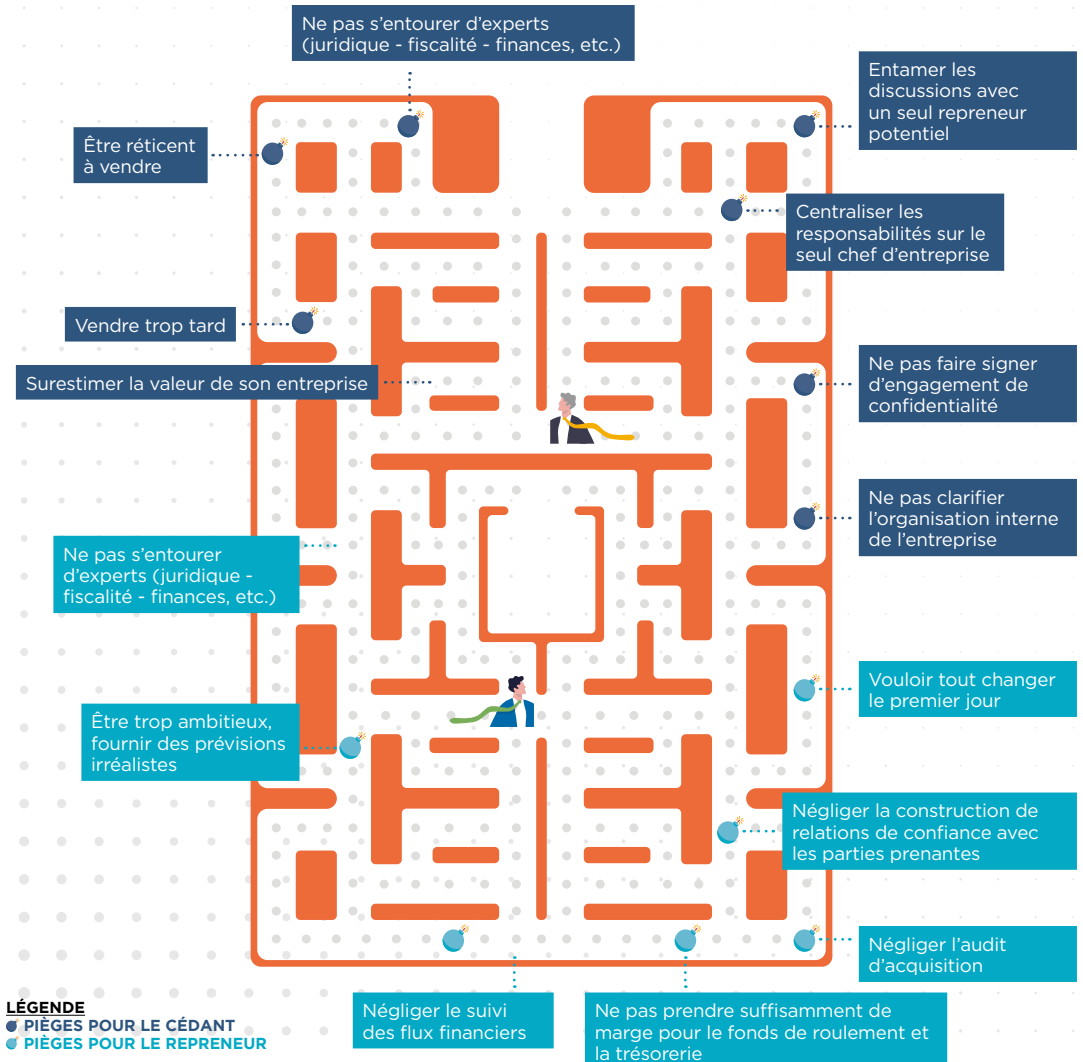 Ne pas s'entourer d'experts
(juridique - fiscalité - finances, etc.)
Entamer les
discussions avec
un seul repreneur
potentiel
Être réticent
à vendre
Centraliser les
responsabilités sur le
seul chef d'entreprise
Vendre trop tard
Surestimer la valeur de son entreprise
Ne pas faire signer
d'engagement de
confidentialité
Ne pas clarifier
l'organisation interne
de l'entreprise
Ne pas s'entourer
d'experts (juridique -
fiscalité - finances, etc.)
Vouloir tout changer
le premier jour
Être trop ambitieux,
fournir des prévisions
irréalistes
Négliger la construction de
relations de confiance avec
les parties prenantes
Négliger l'audit
d'acquisition
Négliger le suivi
des flux financiers
Ne pas prendre suffisamment de
marge pour le fonds de roulement et
la trésorerie
LÉGENDE
PIÈGES POUR LE CÉDANT
PIÈGES POUR LE REPRENEUR